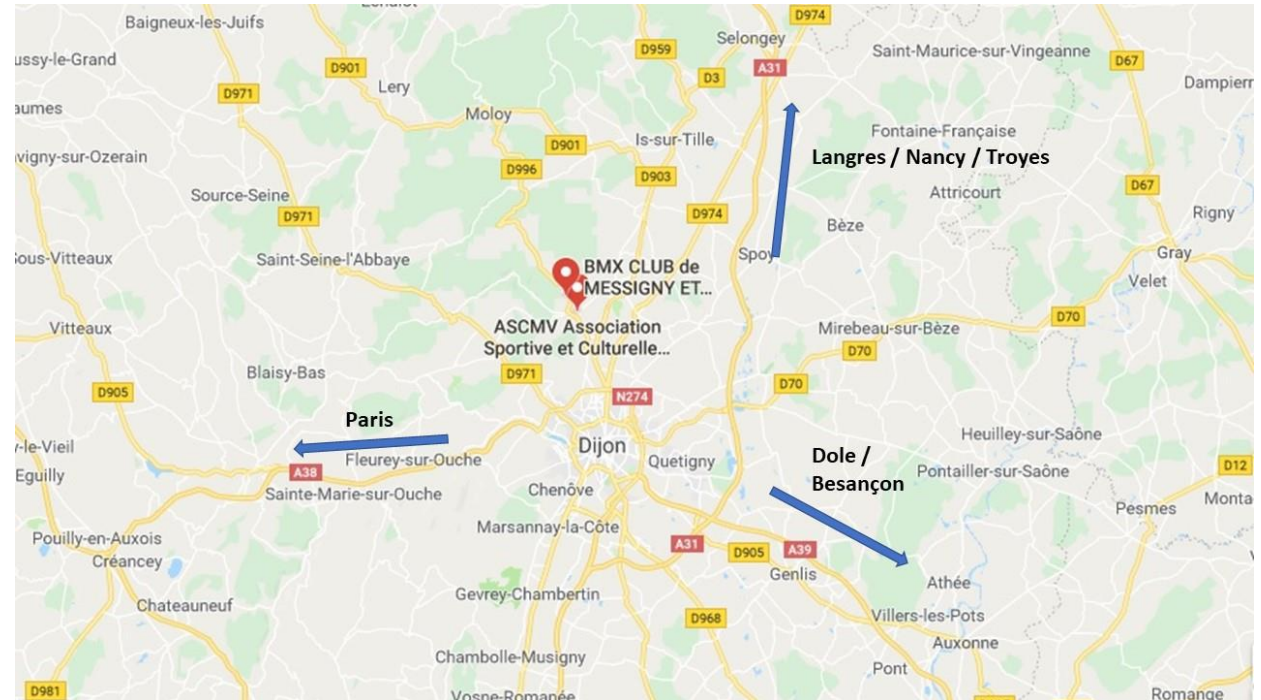 D974
Baigneux-les-Juifs
Selongey
D959
Saint-Maurice-sur-Vingeanne
ussy-le-Grand
D901
A31
D67
D3
Dampierr
Lery
D971
aumes
Moloy
Fontaine-Française
Is-sur-Tille
D901
Langres / Nancy / Troyes
vigny-sur-Ozerain
D996
D903
D67
Source-Seine
Attricourt
D971
D974
Rigny
Bèze
Spoy
Gray
Sous-Vitteaux
Saint-Seine-l'Abbaye
BMX CLUB de
MESSIGNY ET...
Velet
D70
Vitteaux
ASCMV Association
Sportive et Culturelle...
Mirebeau-sur-Bèze
D70
Blaisy-Bas
D971
D70
D905
N274
Paris
Heuilley-sur-Saône
y-le-Vieil
Dijon
Dole /
Besançon
Fleurey-sur-Ouche
Quetigny
D12
Eguilly
A38
Pontailler-sur-Saône
Sainte-Marie-sur-Ouche
Chenôve
Monta
Pesmes
Marsannay-la-Côte
Pouilly-en-Auxois
A31
D905
A39
Créancey
Genlis
Athée
Gevrey-Chambertin
Chateauneuf
D968
Villers-les-Pots
Auxonne
Chambolle-Musigny
Pont
D981
Vosne-Romanée
Romange